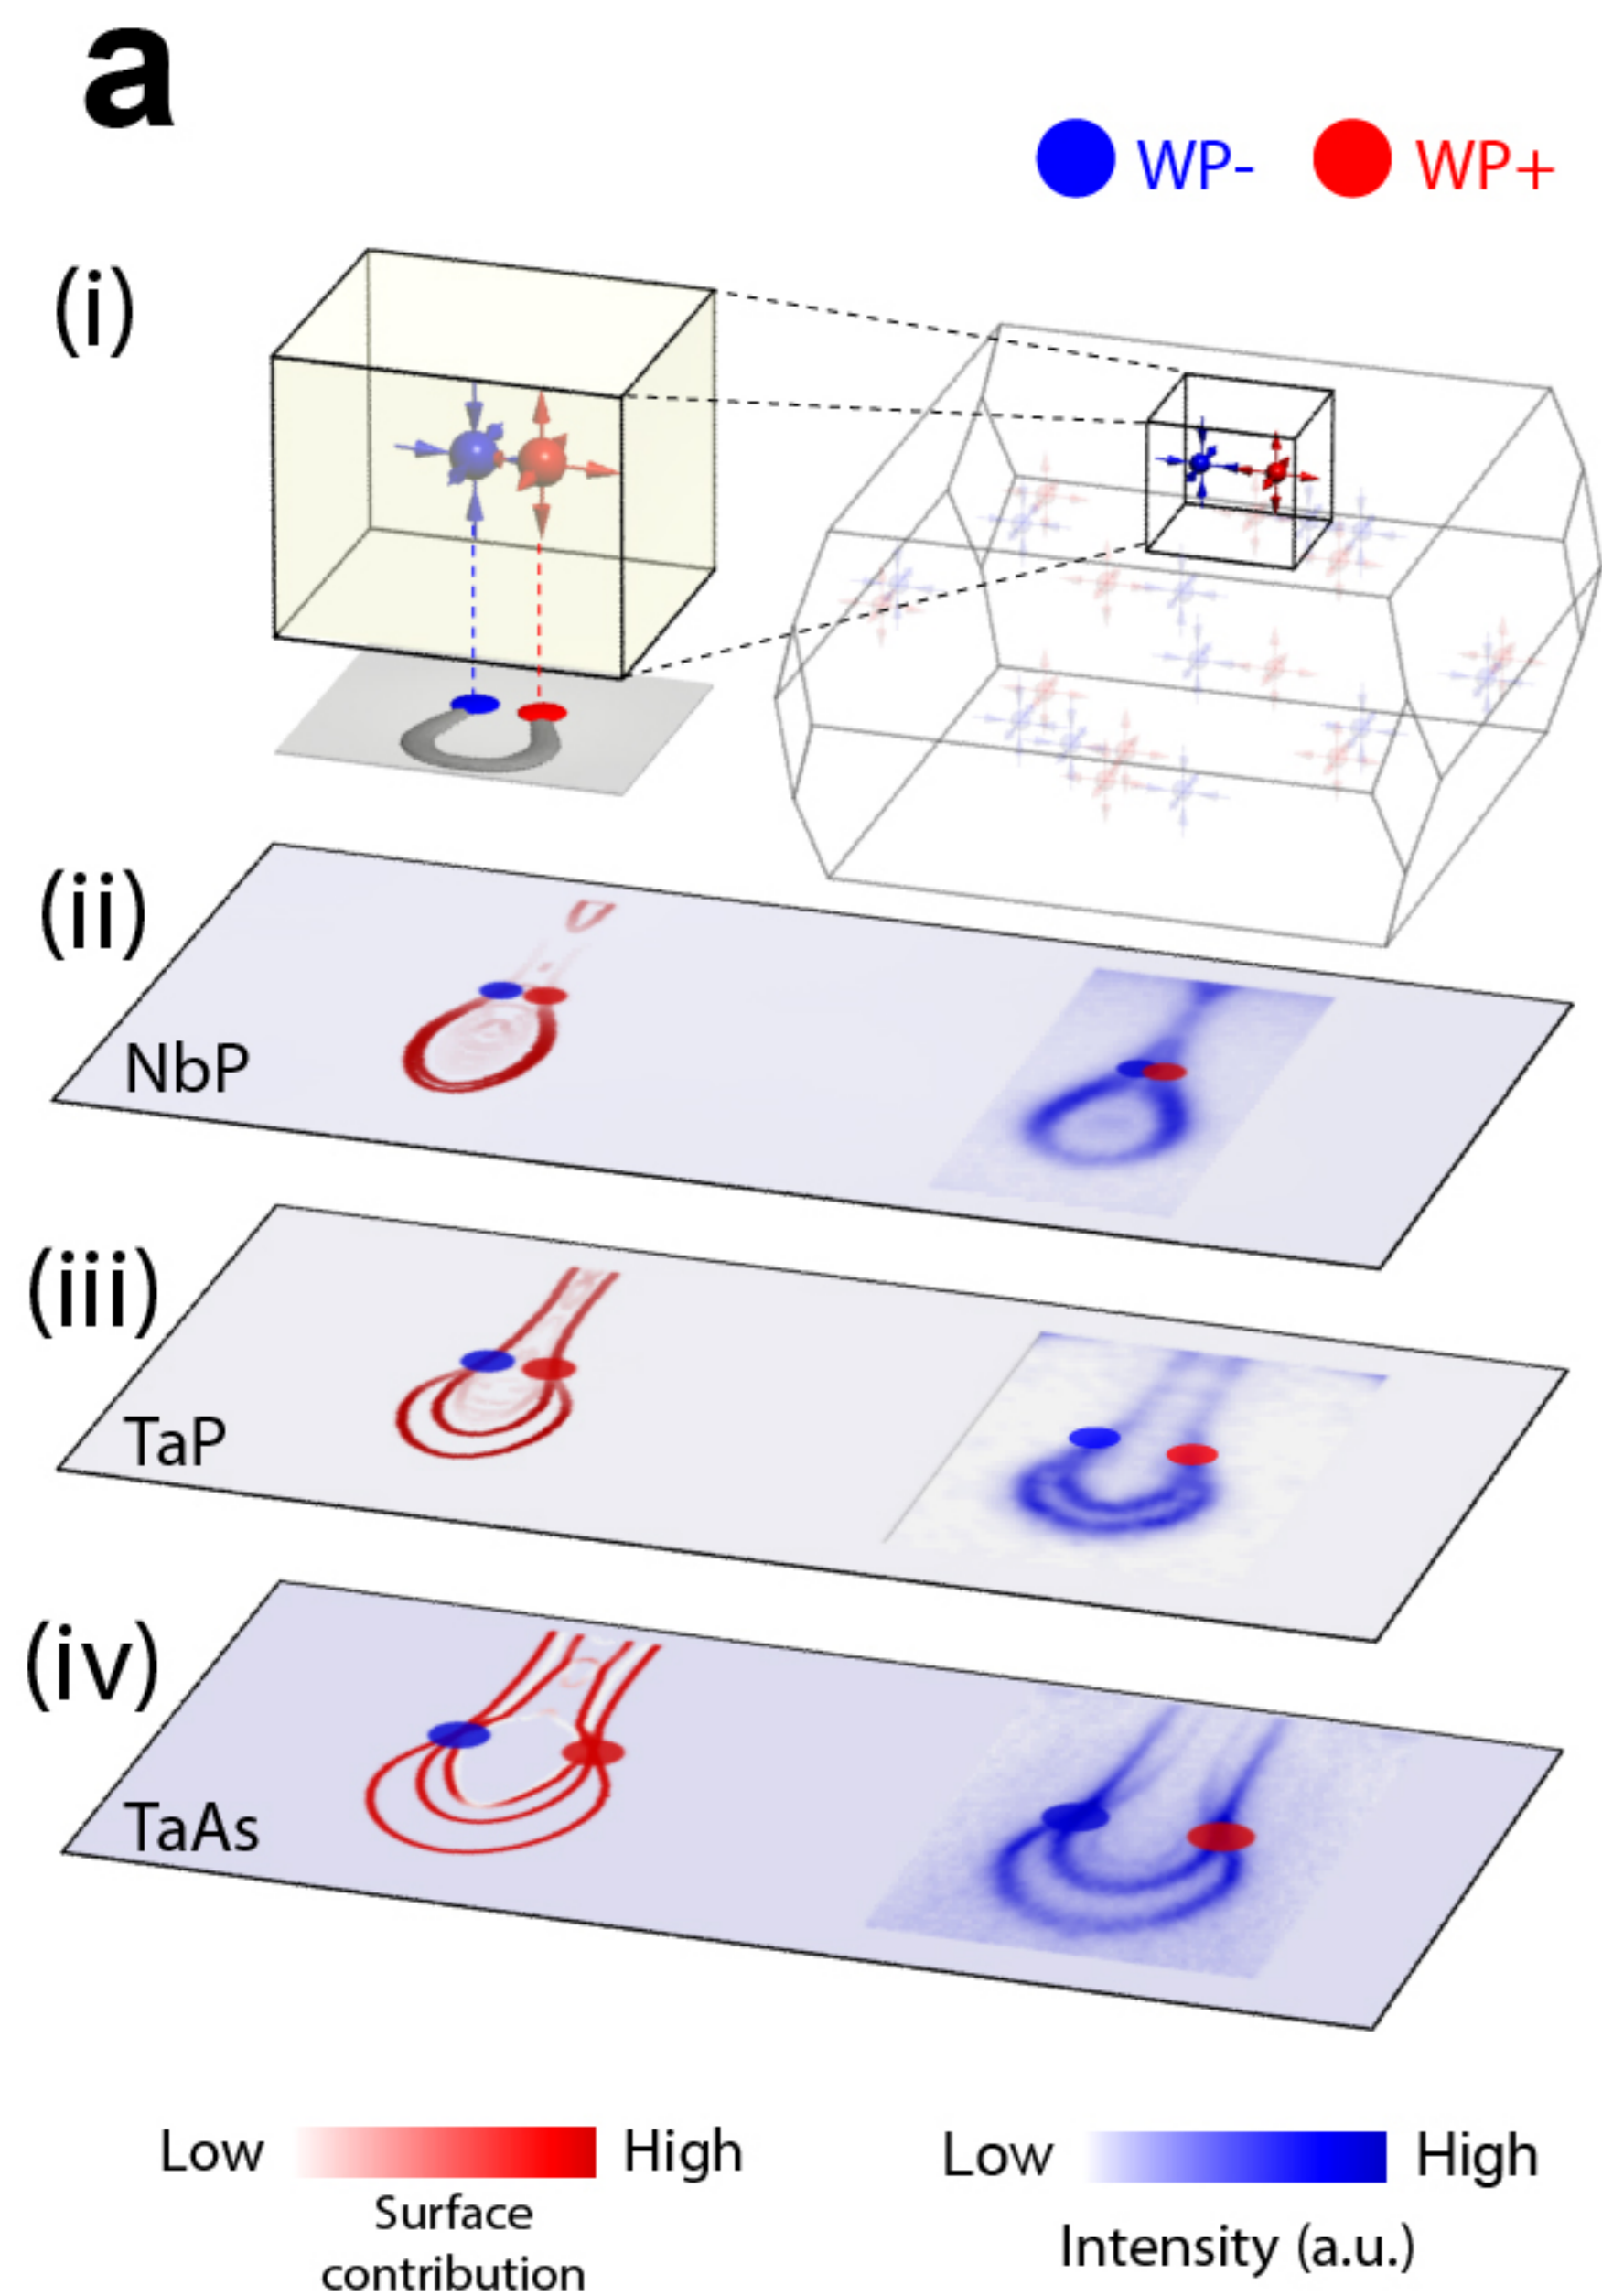 a
WP- WP+
(i)
(ii)
NbP
(iii)
TaP
(iv)
TaAs
Low High
Surface
contribution
Low High
Intensity (a.u.)